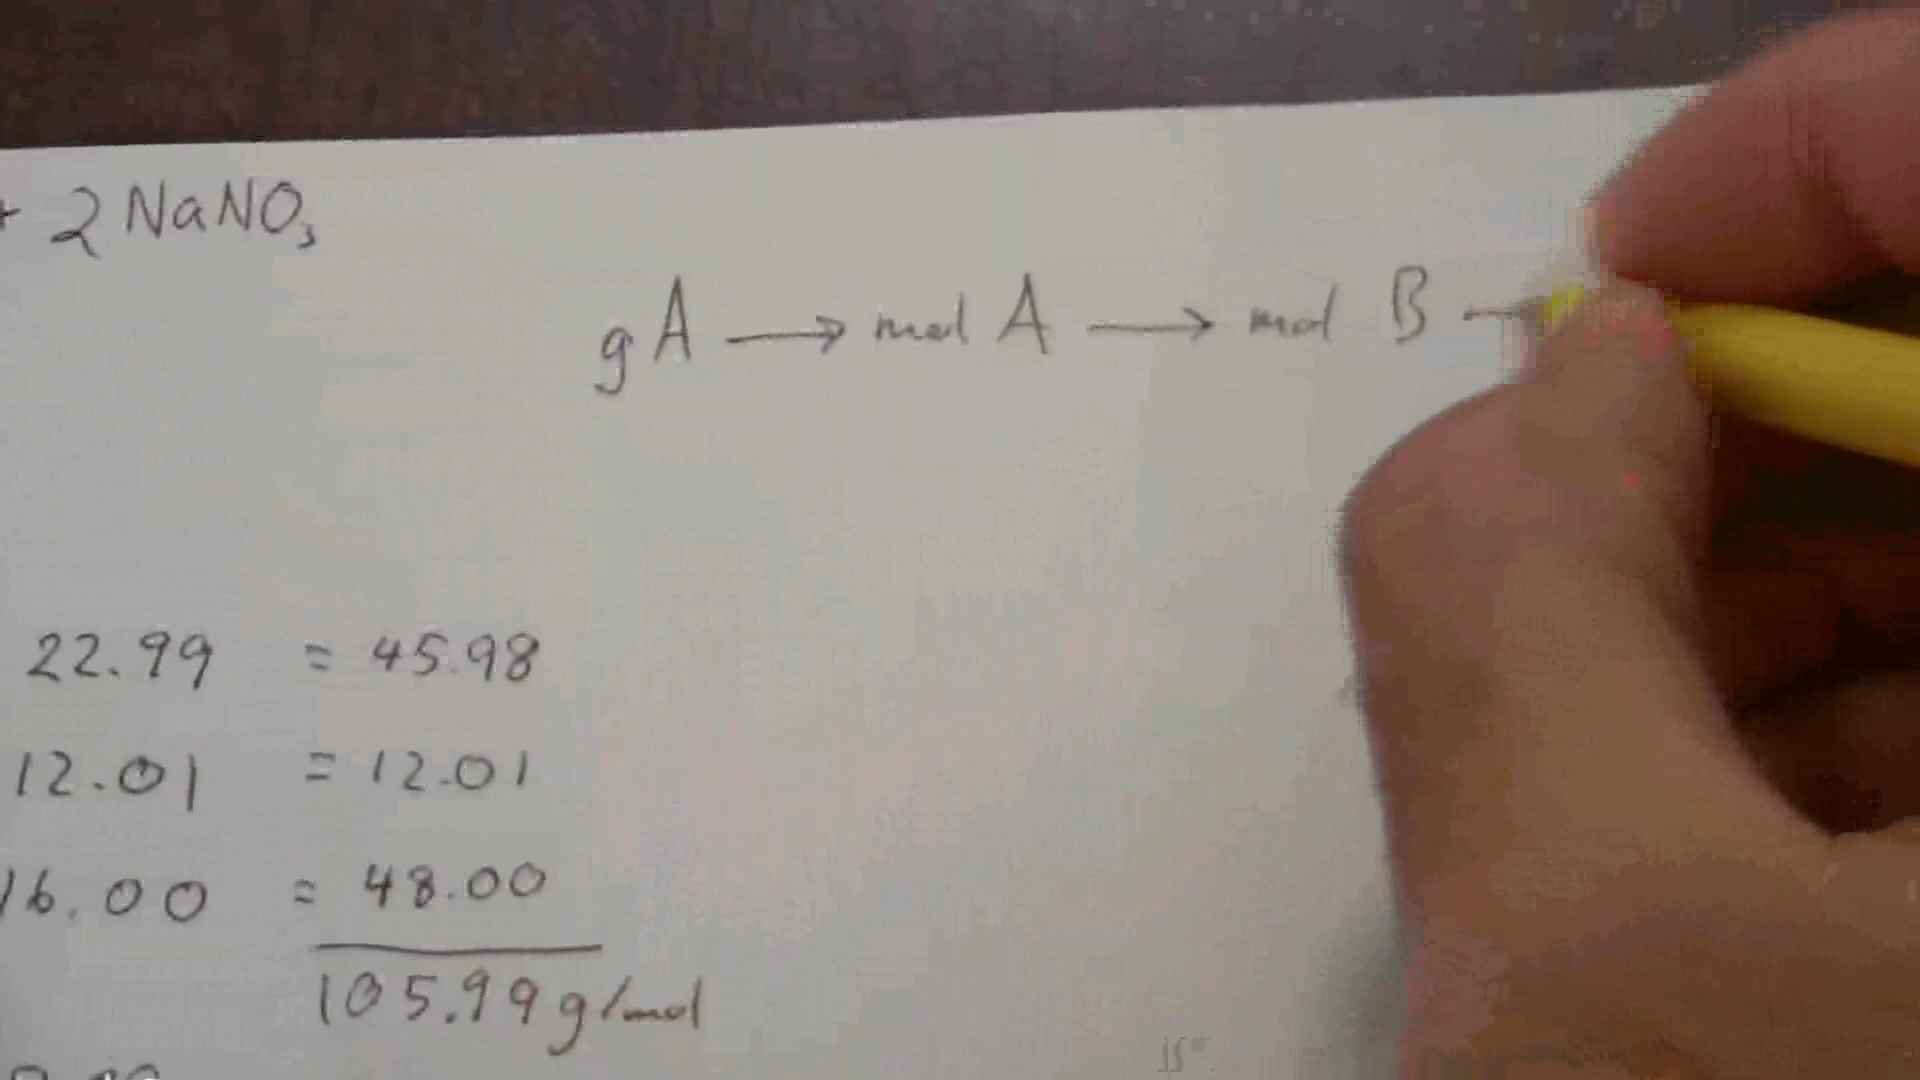 + 2 NaNO₃
g A → mol A → mol B
22.99 = 45.98
12.01 = 12.01
16.00 = 48.00
105.99 g/mol